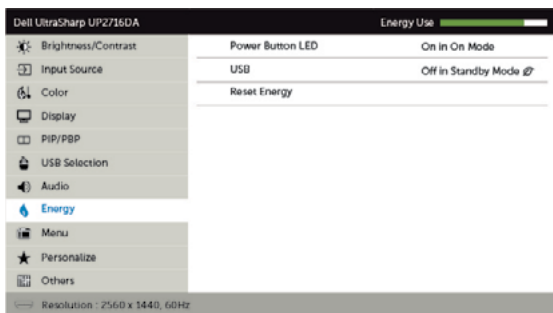 Dell UltraSharp UP2716DA Energy Use
Brightness/Contrast Power Button LED On in On Mode
Input Source USB Off in Standby Mode
Color Reset Energy
Display
PIP/PBP
USB Selection
Audio
Energy
Menu
Personalize
Others
Resolution : 2560 x 1440, 60Hz